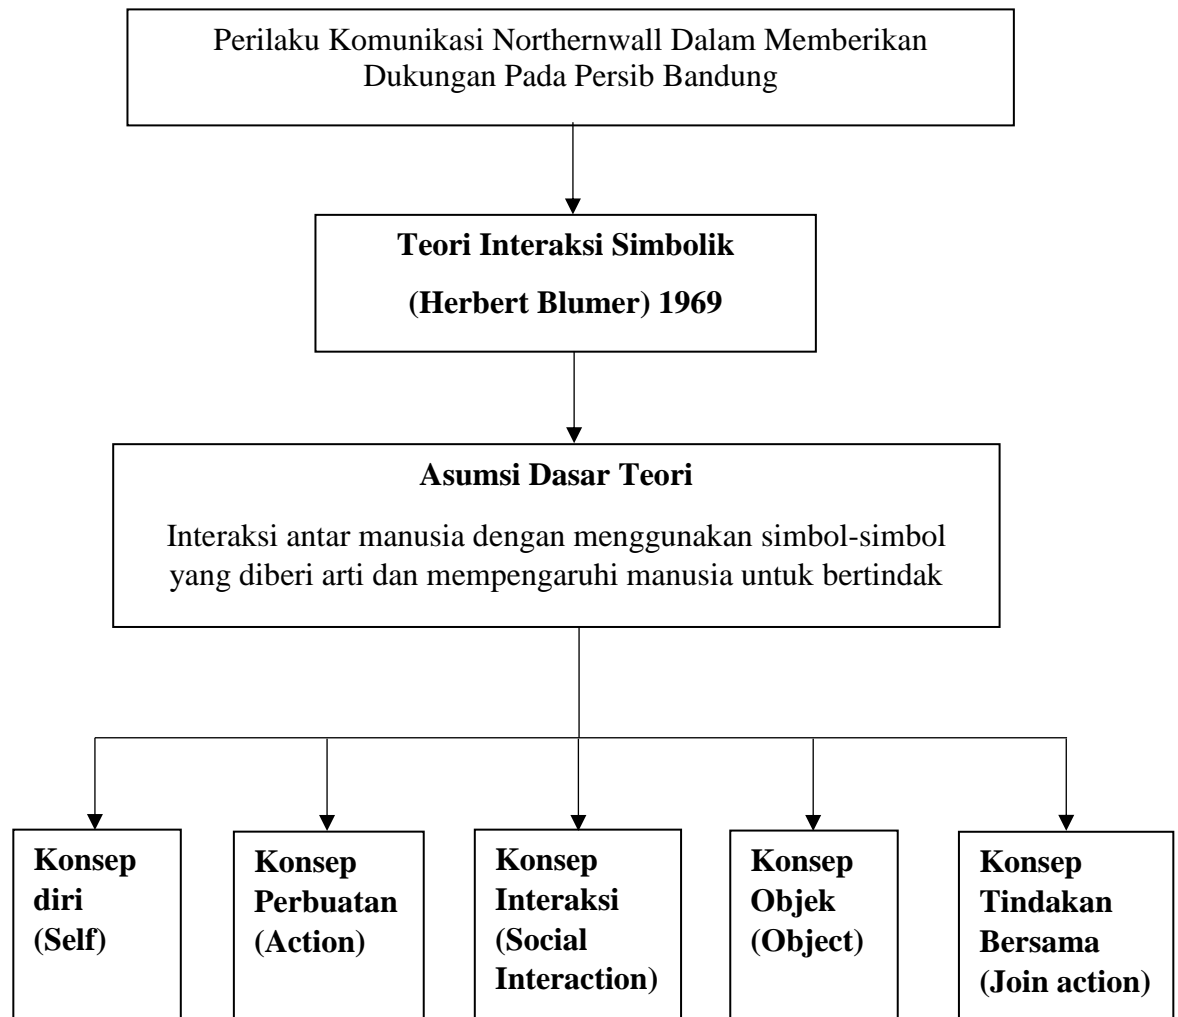 Perilaku Komunikasi Northernwall Dalam Memberikan
Dukungan Pada Persib Bandung
Teori Interaksi Simbolik
(Herbert Blumer) 1969
Asumsi Dasar Teori
Interaksi antar manusia dengan menggunakan simbol-simbol
yang diberi arti dan mempengaruhi manusia untuk bertindak
Konsep
diri
(Self)
Konsep
Perbuatan
(Action)
Konsep
Interaksi
(Social
Interaction)
Konsep
Objek
(Object)
Konsep
Tindakan
Bersama
(Join action)